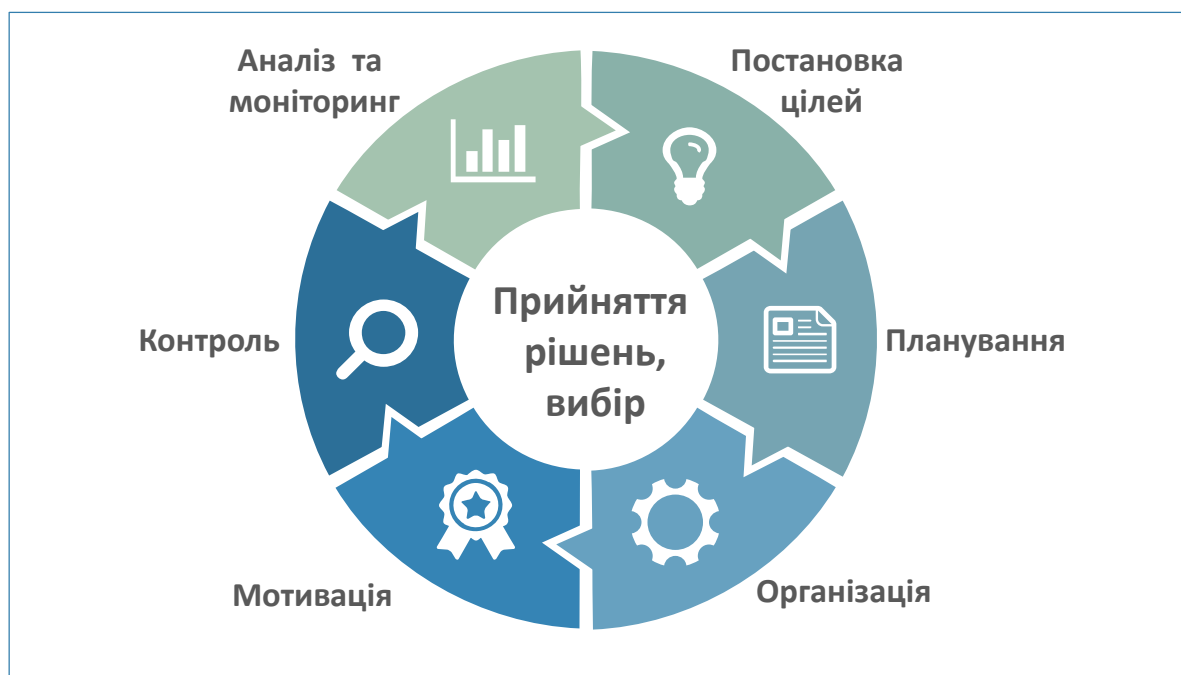 Аналіз та
моніторинг
Постановка
цілей
Прийняття
рішень,
вибір
Контроль
Планування
Мотивація
Організація